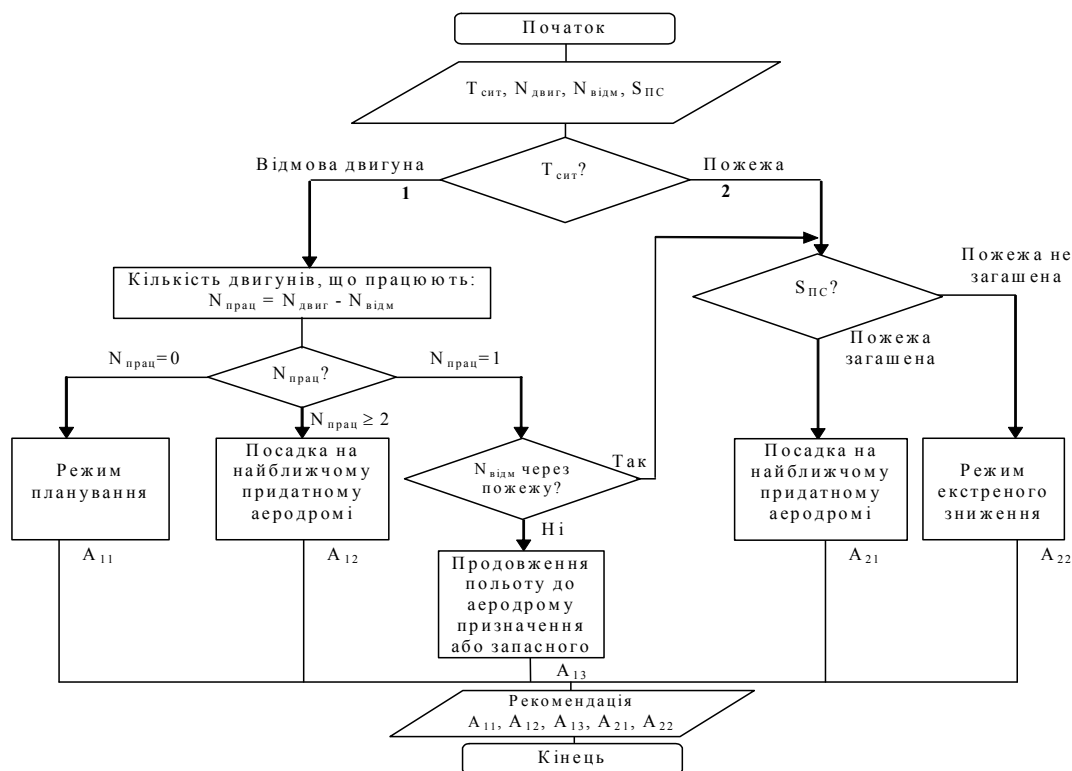 Початок
T сит, N двиг, N відм, S ПС
Відмова двигуна
T сит?
Пожежа
1
2
Кількість двигунів, що працюють:
N прац = N двиг - N відм
S ПС?
Пожежа не
загашена
Пожежа
загашена
N прац=0
N прац?
N прац=1
N прац ≥ 2
Режим
планування
Посадка на
найближчому
придатному
аеродромі
N відм через
пожежу?
Так
Ні
Посадка на
найближчому
придатному
аеродромі
Режим
екстреного
зниження
A 11
A 12
A 21
A 22
Продовження
польоту до
аеродрому
призначення
або запасного
A 13
Рекомендація
A 11, A 12, A 13, A 21, A 22
Кінець